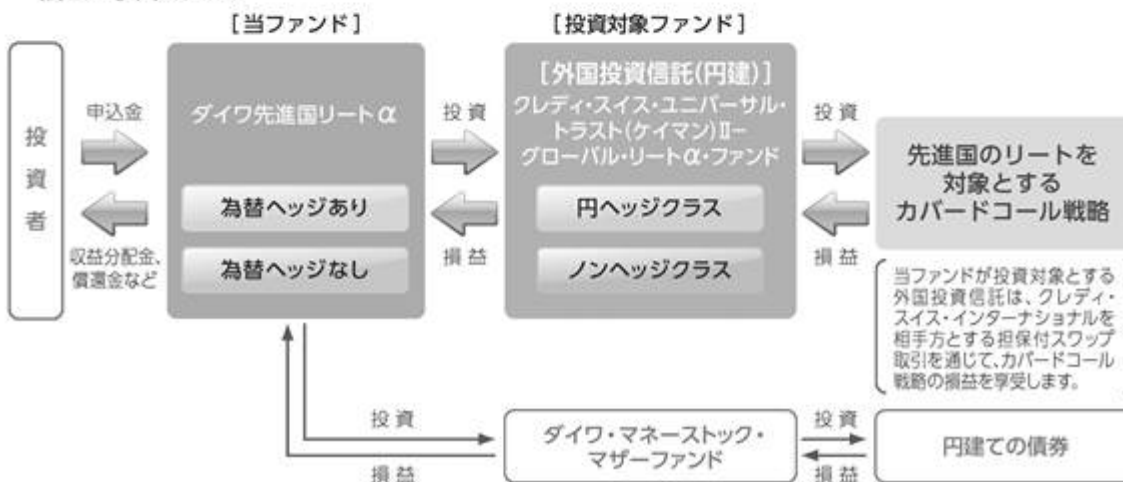 [当ファンド]
[投資対象ファンド]
投資者
申込金
収益分配金、
償還金など
ダイワ先進国リートα
為替ヘッジあり
為替ヘッジなし
投資
損益
[外国投資信託(円建)]
クレディ・スイス・ユニバーサル・
トラスト(ケイマン)Ⅱ−
グローバル・リートα・ファンド
円ヘッジクラス
ノンヘッジクラス
投資
損益
先進国のリートを
対象とする
カバードコール戦略
当ファンドが投資対象とする
外国投資信託は、クレディ・
スイス・インターナショナルを
相手方とする担保付スワップ
取引を通じて、カバードコール
戦略の損益を享受します。
投資
損益
ダイワ・マネーストック・
マザーファンド
投資
損益
円建ての債券